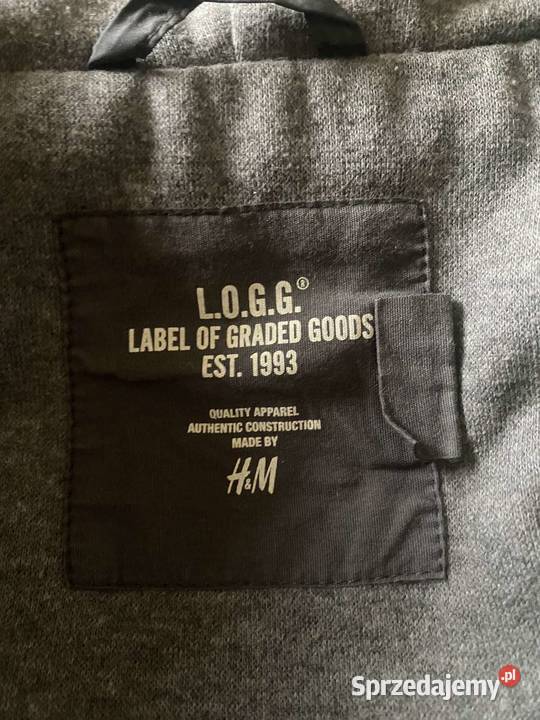 L.O.G.G.®
LABEL OF GRADED GOODS
EST. 1993
QUALITY APPAREL
AUTHENTIC CONSTRUCTION
MADE BY
H&M
Sprzedajemy.pl